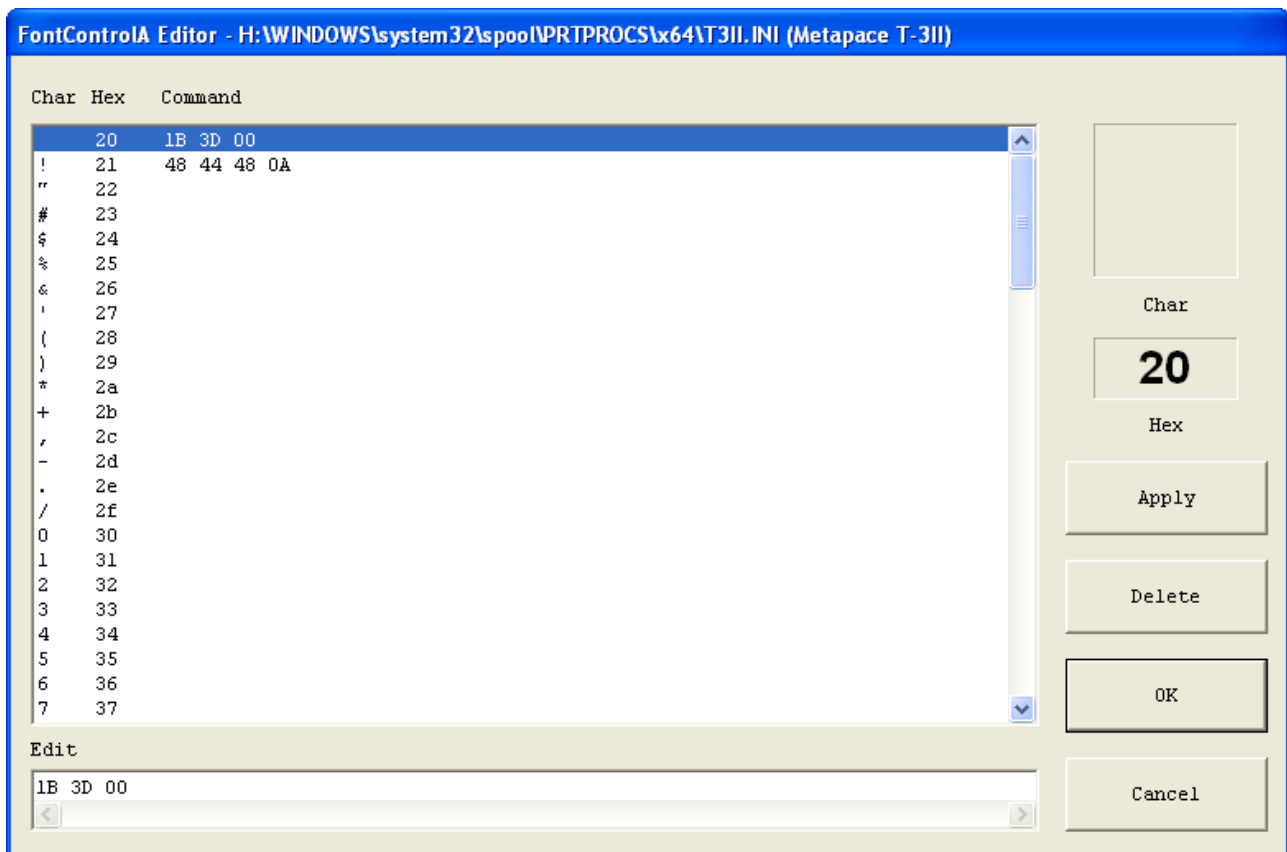 FontControlA Editor - H:\WINDOWS\system32\spool\PRTPROCS\x64\T3II.INI (Metapace T-3II)
Char Hex Command
20 1B 3D 00
! 21 48 44 48 0A
" 22
# 23
$ 24
% 25
& 26
' 27
( 28
) 29
* 2a
+ 2b
, 2c
- 2d
. 2e
/ 2f
0 30
1 31
2 32
3 33
4 34
5 35
6 36
7 37
Edit
1B 3D 00
Char
20
Hex
Apply
Delete
OK
Cancel